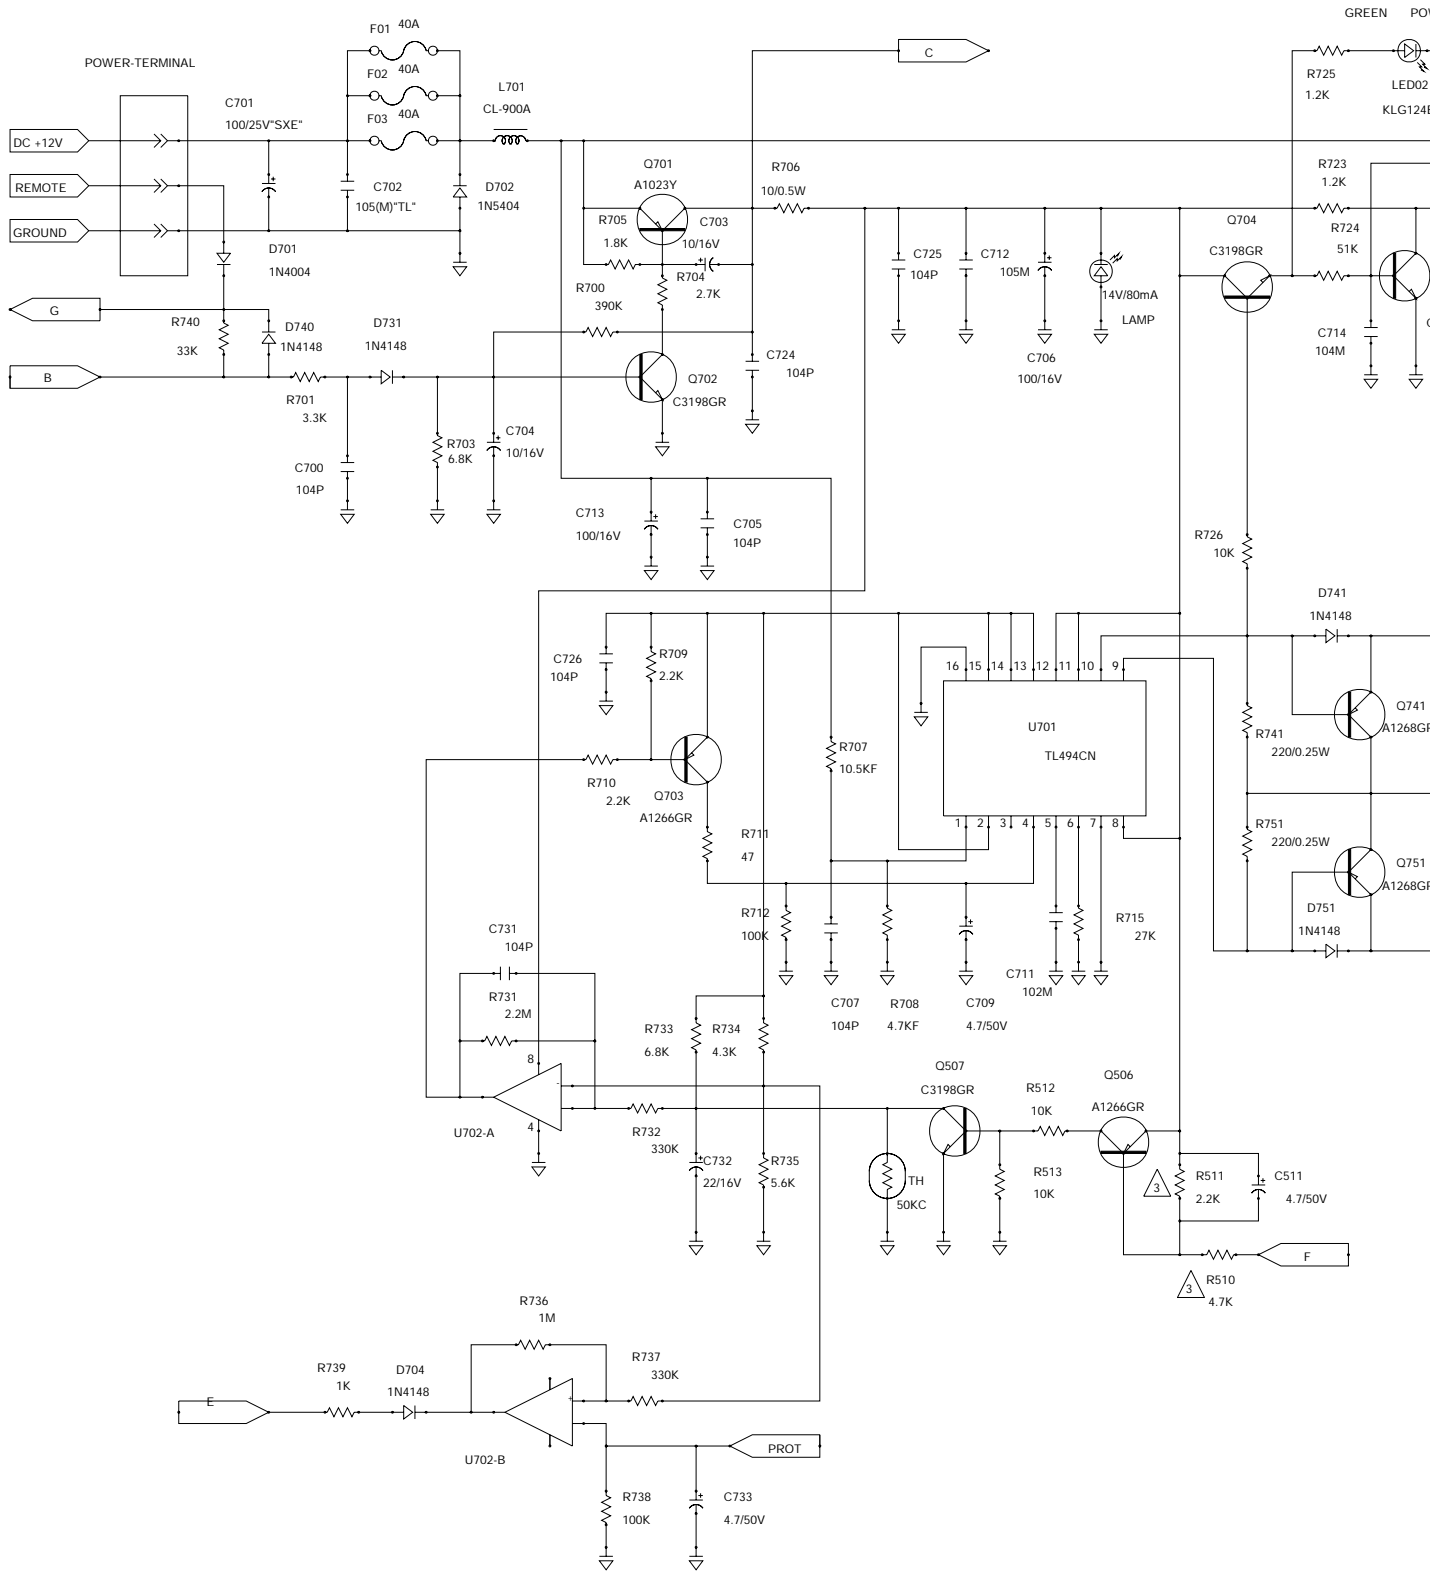 GREEN POW
F01 40A
C
POWER-TERMINAL
F02 40A
R725
1.2K
LED02
KLG124E
L701
CL-900A
C701
100/25V"SXE"
F03 40A
DC +12V
REMOTE
GROUND
C702
105(M)"TL"
D702
1N5404
Q701
A1023Y
R706
10/0.5W
R723
1.2K
R705
1.8K
C703
10/16V
Q704
C3198GR
R724
51K
D701
1N4004
R704
2.7K
C725
104P
C712
105M
R700
390K
14V/80mA
LAMP
G
R740
33K
D740
1N4148
D731
1N4148
C714
104M
C724
104P
C706
100/16V
B
R701
3.3K
Q702
C3198GR
R703
6.8K
C704
10/16V
C700
104P
C713
100/16V
C705
104P
R726
10K
D741
1N4148
C726
104P
R709
2.2K
16 15 14 13 12 11 10 9
U701
TL494CN
1 2 3 4 5 6 7 8
Q741
A1268GR
R741
220/0.25W
R707
10.5KF
R710
2.2K
Q703
A1266GR
R711
47
R751
220/0.25W
Q751
A1268GR
R712
100K
R715
27K
D751
1N4148
C731
104P
C711
102M
R731
2.2M
C707
104P
R708
4.7KF
C709
4.7/50V
R733
6.8K
R734
4.3K
8
-
4
U702-A
Q507
C3198GR
R512
10K
Q506
A1266GR
R732
330K
C732
22/16V
R735
5.6K
TH
50KC
R513
10K
3
R511
2.2K
C511
4.7/50V
F
3
R510
4.7K
R736
1M
R739
1K
D704
1N4148
R737
330K
E
+
PROT
U702-B
R738
100K
C733
4.7/50V